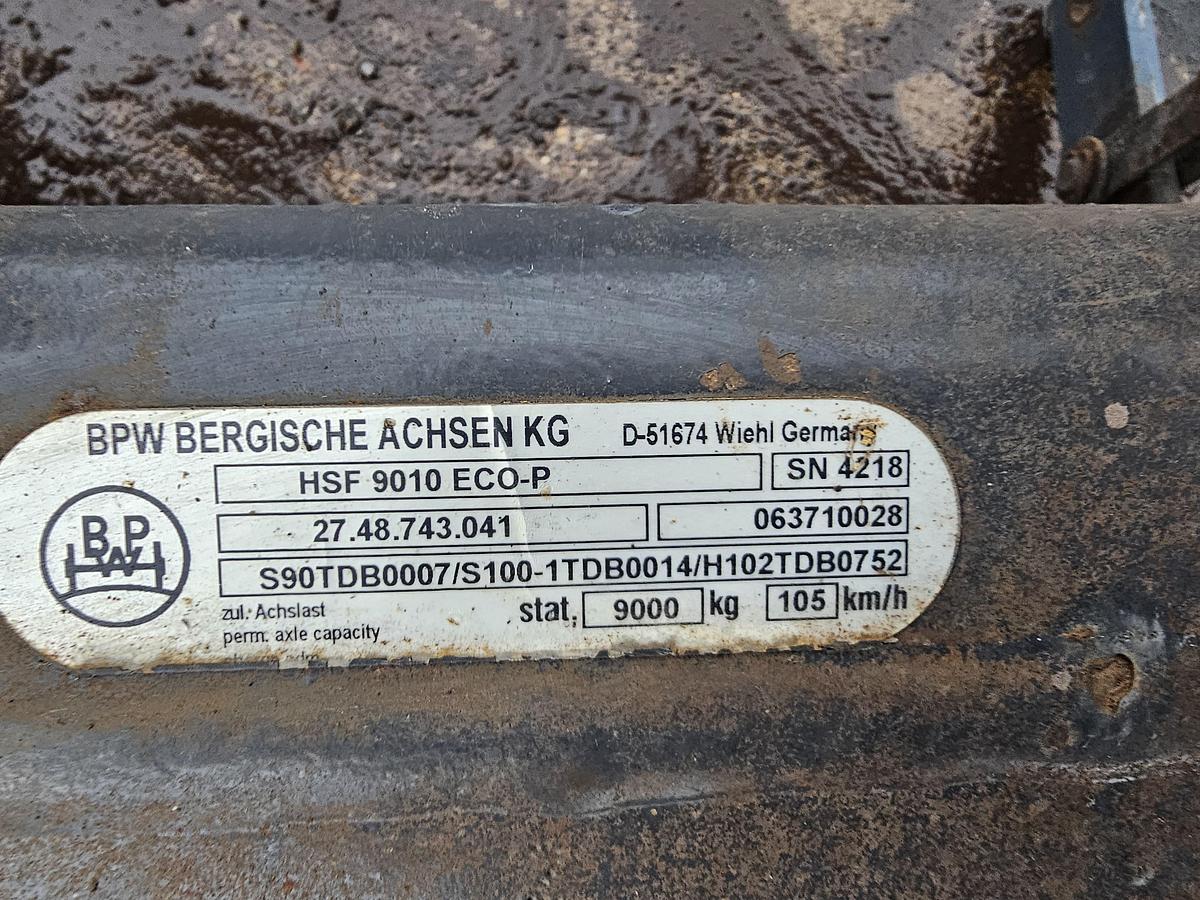 BPW BERGISCHE ACHSEN KG D-51674 Wiehl Germany
HSF 9010 ECO-P SN 4218
27.48.743.041 063710028
S90TDB0007/S100-1TDB0014/H102TDB0752
zul. Achslast
perm. axle capacity
stat, 9000 kg 105 km/h
BPW